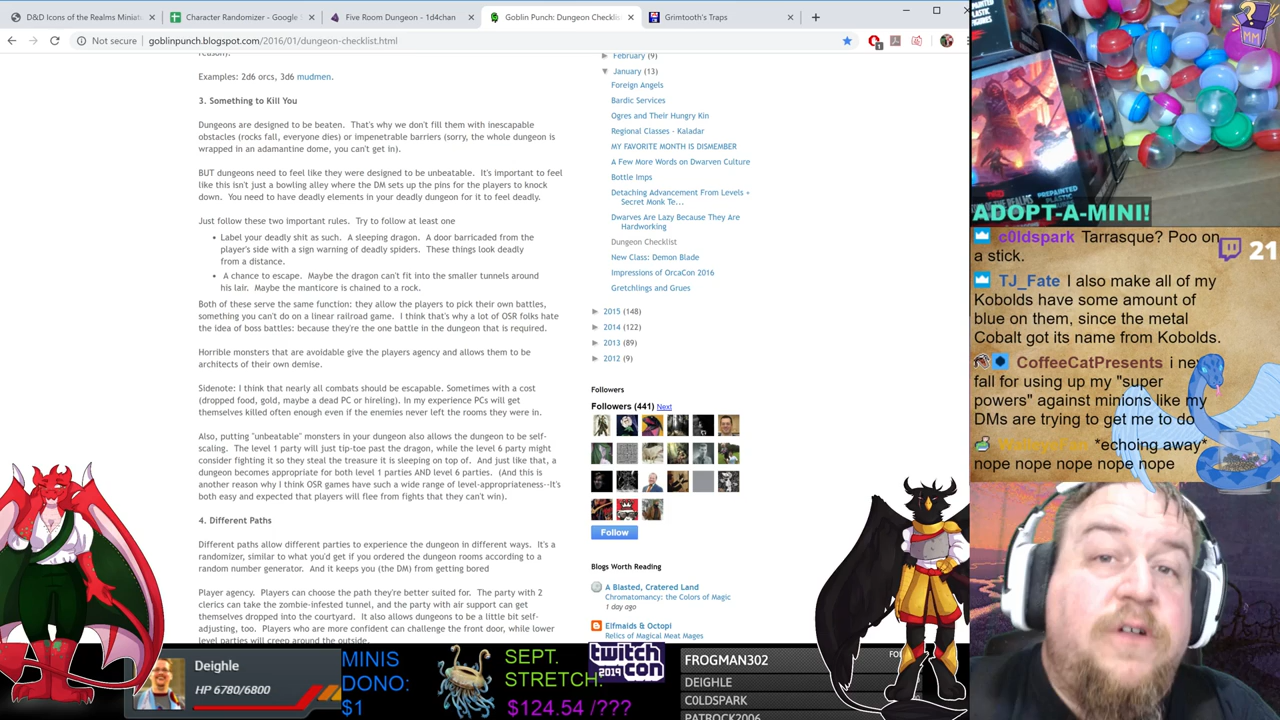 D&D Icons of the Realms Miniat
Character Randomizer - Google
Five Room Dungeon - 1d4chan
Goblin Punch: Dungeon Checklis
Grimtooth's Traps
Not secure
goblinpunch.blogspot.com/2016/01/dungeon-checklist.html
1
reason).
Examples: 2d6 orcs, 3d6 mudmen.
3. Something to Kill You
Dungeons are designed to be beaten. That's why we don't fill them with inescapable
obstacles (rocks fall, everyone dies) or impenetrable barriers (sorry, the whole dungeon is
wrapped in an adamantine dome, you can't get in).
BUT dungeons need to feel like they were designed to be unbeatable. It's important to feel
like this isn't just a bowling alley where the DM sets up the pins for the players to knock
down. You need to have deadly elements in your deadly dungeon for it to feel deadly.
Just follow these two important rules. Try to follow at least one
• Label your deadly shit as such. A sleeping dragon. A door barricaded from the
player's side with a sign warning of deadly spiders. These things look deadly
from a distance.
• A chance to escape. Maybe the dragon can't fit into the smaller tunnels around
his lair. Maybe the manticore is chained to a rock.
Both of these serve the same function: they allow the players to pick their own battles,
something you can't do on a linear railroad game. I think that's why a lot of OSR folks hate
the idea of boss battles: because they're the one battle in the dungeon that is required.
Horrible monsters that are avoidable give the players agency and allows them to be
architects of their own demise.
Sidenote: I think that nearly all combats should be escapable. Sometimes with a cost
(dropped food, gold, maybe a dead PC or hireling). In my experience PCs will get
themselves killed often enough even if the enemies never left the rooms they were in.
Also, putting "unbeatable" monsters in your dungeon also allows the dungeon to be self-
scaling. The level 1 party will just tip-toe past the dragon, while the level 6 party might
consider fighting it so they steal the treasure it is sleeping on top of. And just like that, a
dungeon becomes appropriate for both level 1 parties AND level 6 parties. (And this is
another reason why I think OSR games have such a wide range of level-appropriateness--it's
both easy and expected that players will flee from fights that they can't win).
4. Different Paths
Different paths allow different parties to experience the dungeon in different ways. It's a
randomizer, similar to what you'd get if you ordered the dungeon rooms according to a
random number generator. And it keeps you (the DM) from getting bored
Player agency. Players can choose the path they're better suited for. The party with 2
clerics can take the zombie-infested tunnel, and the party with air support can get
themselves dropped into the courtyard. It also allows dungeons to be a little bit self-
adjusting, too. Players who are more confident can challenge the front door, while lower
level parties will creep around the outside.
► February (9)
▼ January (13)
Foreign Angels
Bardic Services
Ogres and Their Hungry Kin
Regional Classes - Kaladar
MY FAVORITE MONTH IS DISMEMBER
A Few More Words on Dwarven Culture
Bottle Imps
Detaching Advancement From Levels +
Secret Monk Te...
Dwarves Are Lazy Because They Are
Hardworking
Dungeon Checklist
New Class: Demon Blade
Impressions of OrcaCon 2016
Gretchlings and Grues
► 2015 (148)
► 2014 (122)
► 2013 (89)
► 2012 (9)
Followers
Followers (441) Next
Follow
Blogs Worth Reading
A Blasted, Cratered Land
Chromatomancy: the Colors of Magic
1 day ago
Elfmaids & Octopi
Relics of Magical Meat Mages
MM
PREPAINTED
PLASTIC
ADOPT-A-MINI!
c0ldspark Tarrasque? Poo on
a stick.
21
TJ_Fate I also make all of my
Kobolds have some amount of
blue on them, since the metal
Cobalt got its name from Kobolds.
CoffeeCatPresents i
fall for using up my "super
powers" against minions like my
DMs are trying to get me to do
*echoing away*
nope nope nope nope nope
Deighle
HP 6780/6800
MINIS
DONO:
$1
SEPT.
STRETCH:
$124.54 /???
twitch
con
2019
FROGMAN302
FO
DEIGHLE
C0LDSPARK
PATROCK2006